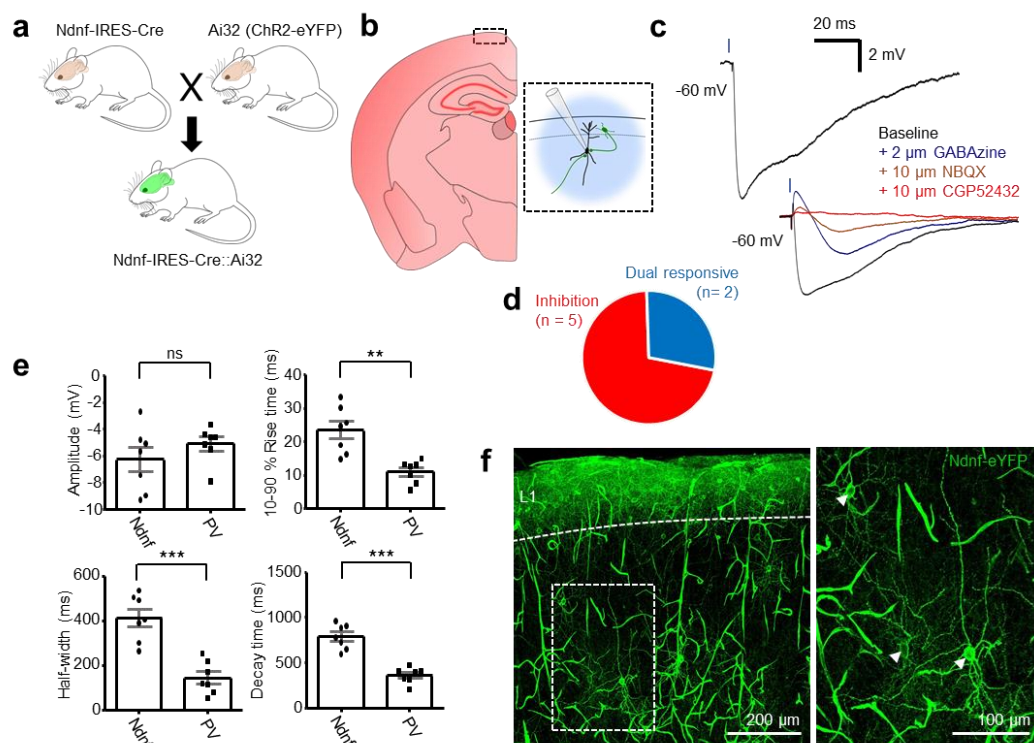 a
Ndnf-IRES-Cre
Ai32 (ChR2-eYFP)
X
Ndnf-IRES-Cre::Ai32
b
c
20 ms
2 mV
-60 mV
Baseline
+ 2 µm GABAzine
+ 10 µm NBQX
+ 10 µm CGP52432
-60 mV
d
Inhibition
(n = 5)
Dual responsive
(n= 2)
e
ns
Amplitude (mV)
0
-2
-4
-6
-8
-10
Ndnf
PV
**
10-90 % Rise time (ms)
40
30
20
10
0
Ndnf
PV
***
Half-width (ms)
600
400
200
0
Ndnf
PV
***
Decay time (ms)
1000
500
0
Ndnf
PV
f
L1
200 µm
Ndnf-eYFP
100 µm